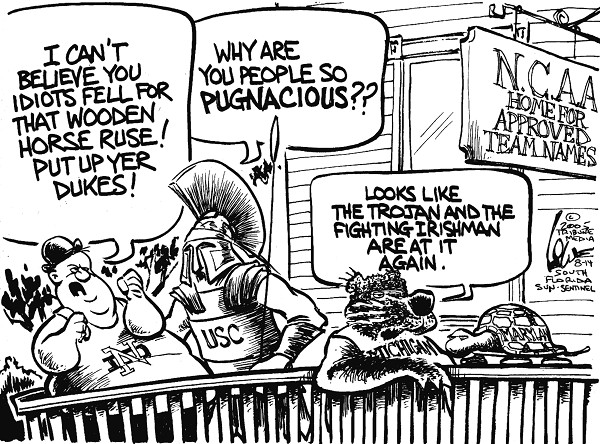 I CAN'T
BELIEVE YOU
IDIOTS FELL FOR
THAT WOODEN
HORSE RUSE!
PUT UP YER
DUKES!
WHY ARE
YOU PEOPLE SO
PUGNACIOUS??
N.C.A.A
HOME FOR
APPROVED
TEAM NAMES
LOOKS LIKE
THE TROJAN AND THE
FIGHTING IRISHMAN
ARE AT IT
AGAIN.
©
2005
TRIBUNE
MEDIA
8-14
SOUTH
FLORIDA
SUN-SENTINEL
ND
USC
MICHIGAN
MARYLAN